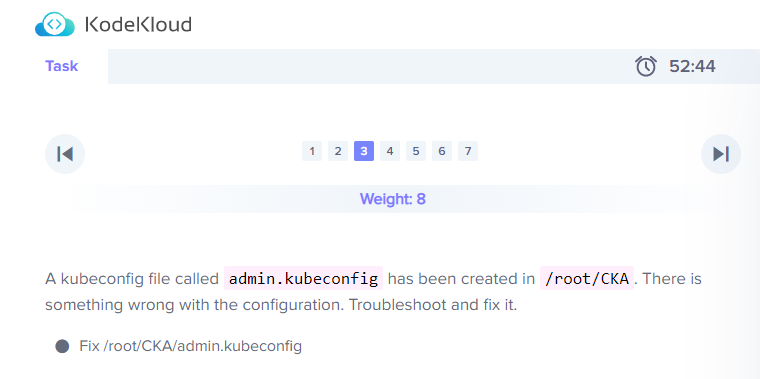 KodeKloud
Task
52:44
1 2 3 4 5 6 7
Weight: 8
A kubeconfig file called admin.kubeconfig has been created in /root/CKA. There is
something wrong with the configuration. Troubleshoot and fix it.
Fix /root/CKA/admin.kubeconfig